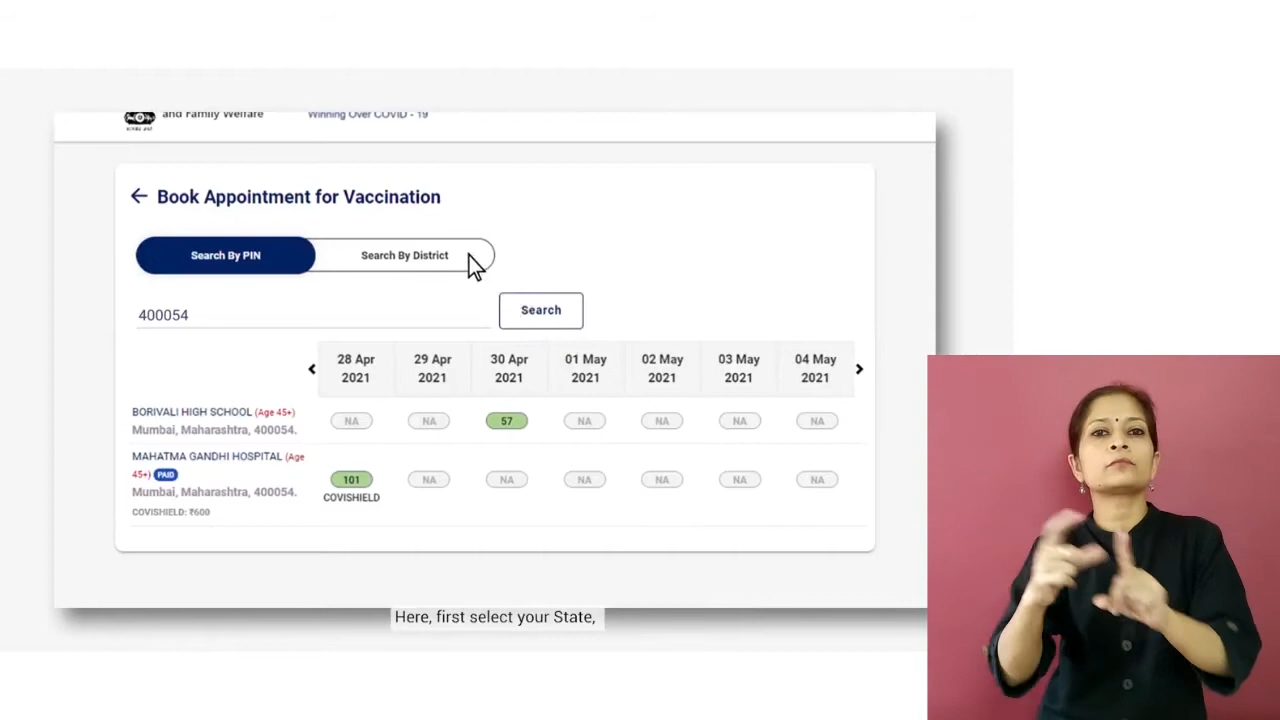 and Family Welfare
Winning Over COVID - 19
Book Appointment for Vaccination
Search By PIN
Search By District
400054
Search
28 Apr 2021
29 Apr 2021
30 Apr 2021
01 May 2021
02 May 2021
03 May 2021
04 May 2021
BORIVALI HIGH SCHOOL (Age 45+)
Mumbai, Maharashtra, 400054.
NA NA 57 NA NA NA NA
MAHATMA GANDHI HOSPITAL (Age
45+) PAID
Mumbai, Maharashtra, 400054.
COVISHIELD: ₹600
101 NA NA NA NA NA NA
COVISHIELD
Here, first select your State,